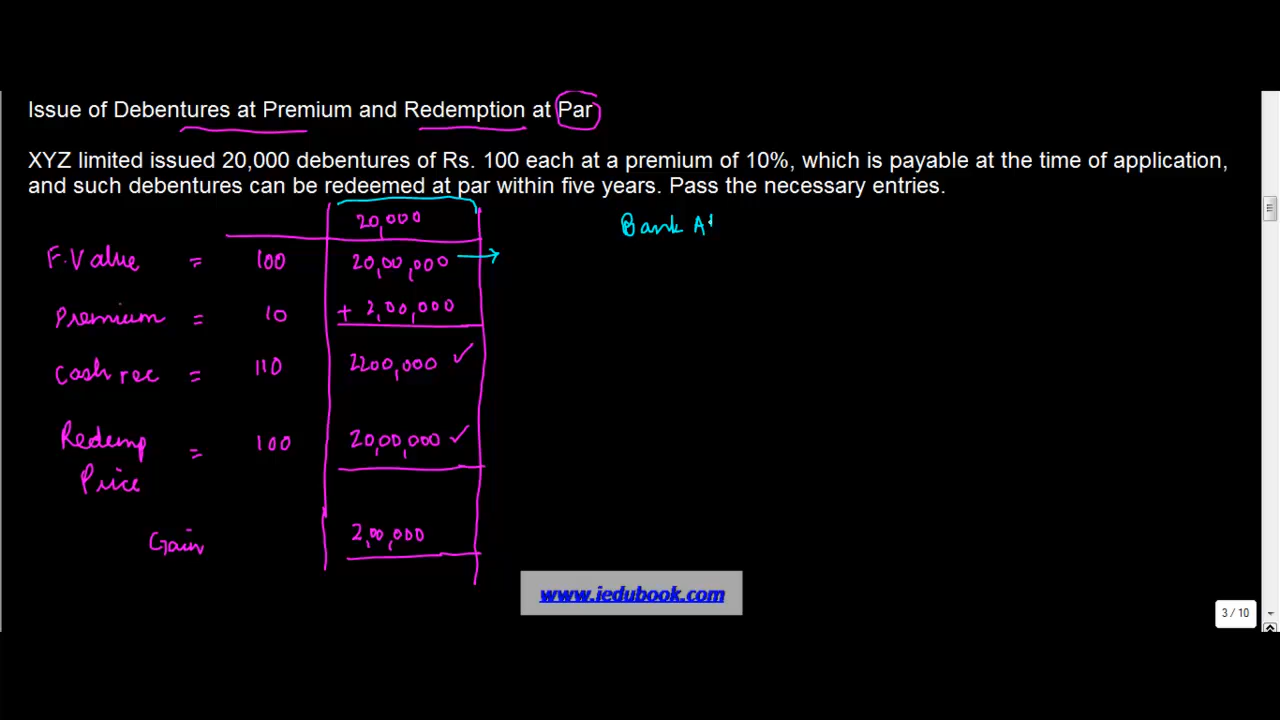 Issue of Debentures at Premium and Redemption at Par
XYZ limited issued 20,000 debentures of Rs. 100 each at a premium of 10%, which is payable at the time of application,
and such debentures can be redeemed at par within five years. Pass the necessary entries.
20,000
Bank A
F.Value = 100 20,00,000
Premium = 10 + 2,00,000
Cash rec = 110 2200,000 ✓
Redemp = 100 20,00,000 ✓
Price
Gain 2,00,000
www.iedubook.com
3 / 10